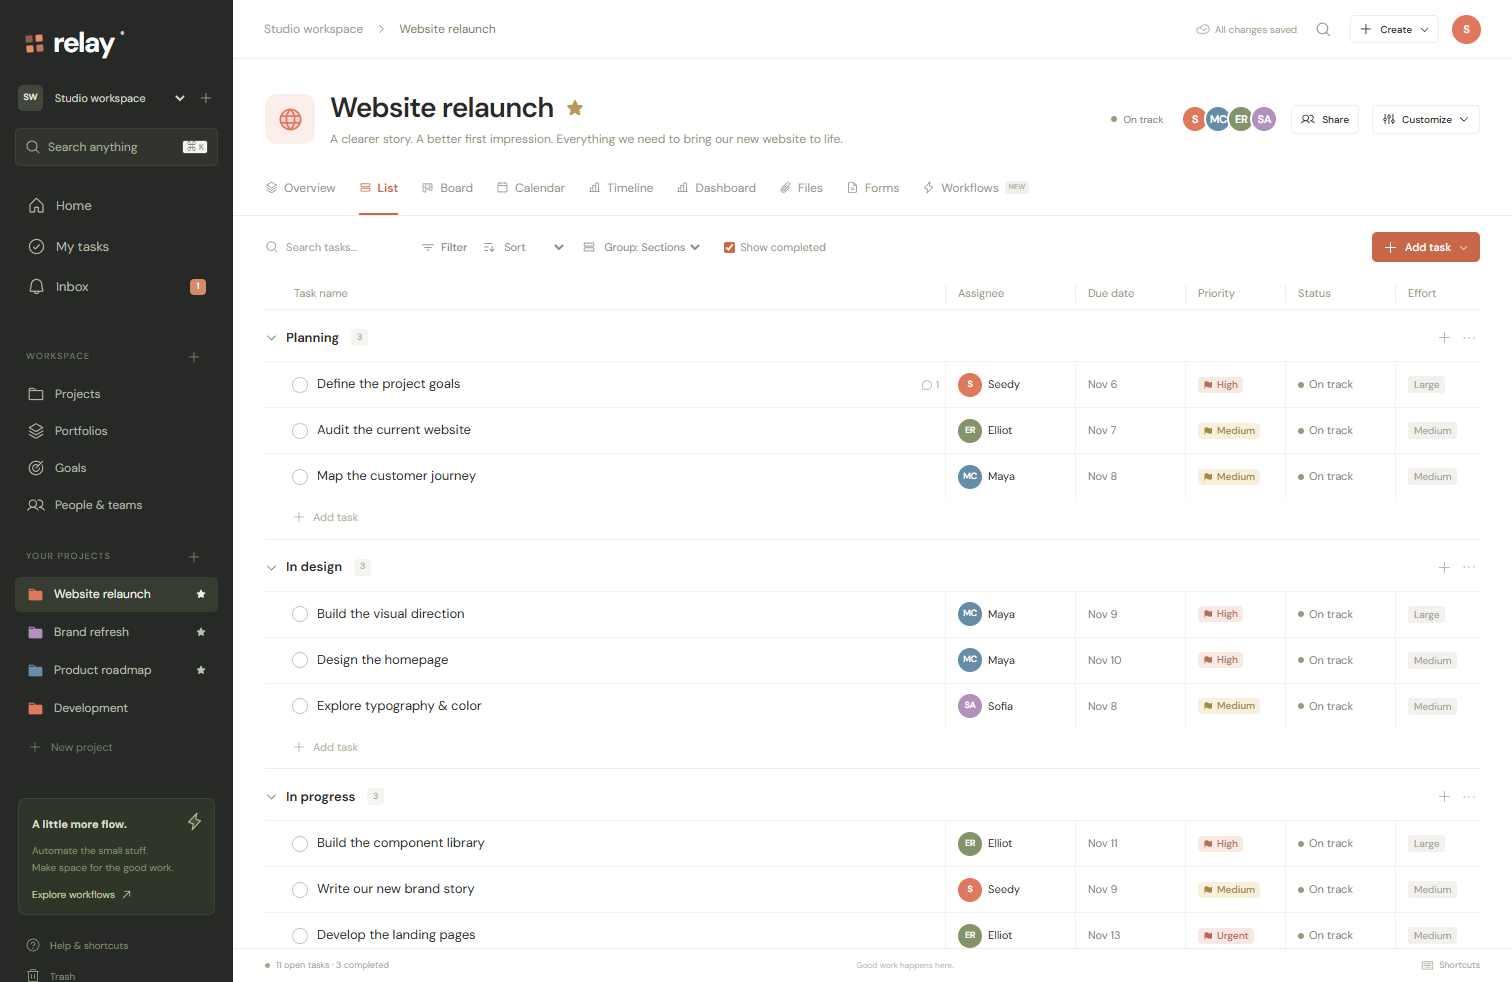 relay
SW Studio workspace
Search anything ⌘ K
Home
My tasks
Inbox 1
WORKSPACE
Projects
Portfolios
Goals
People & teams
YOUR PROJECTS
Website relaunch
Brand refresh
Product roadmap
Development
New project
A little more flow.
Automate the small stuff.
Make space for the good work.
Explore workflows
Help & shortcuts
Trash
Studio workspace Website relaunch All changes saved Create S
Website relaunch
A clearer story. A better first impression. Everything we need to bring our new website to life.
On track S MC ER SA Share Customize
Overview List Board Calendar Timeline Dashboard Files Forms Workflows NEW
Search tasks... Filter Sort Group: Sections Show completed Add task
Task name Assignee Due date Priority Status Effort
Planning 3
Define the project goals 1 S Seedy Nov 6 High On track Large
Audit the current website ER Elliot Nov 7 Medium On track Medium
Map the customer journey MC Maya Nov 8 Medium On track Medium
Add task
In design 3
Build the visual direction MC Maya Nov 9 High On track Large
Design the homepage MC Maya Nov 10 High On track Medium
Explore typography & color SA Sofia Nov 8 Medium On track Medium
Add task
In progress 3
Build the component library ER Elliot Nov 11 High On track Large
Write our new brand story S Seedy Nov 9 Medium On track Medium
Develop the landing pages ER Elliot Nov 13 Urgent On track Medium
11 open tasks · 3 completed Good work happens here. Shortcuts